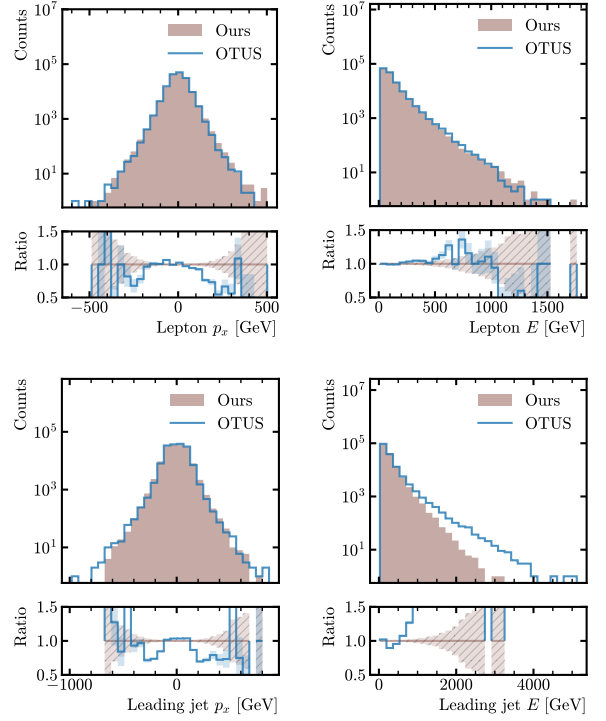 10^7
10^5
10^3
10^1
Counts
Ours
OTUS
1.5
1.0
0.5
Ratio
−500 0 500
Lepton p_x [GeV]
10^7
10^5
10^3
10^1
Counts
Ours
OTUS
1.5
1.0
0.5
Ratio
0 500 1000 1500
Lepton E [GeV]
10^5
10^3
10^1
Counts
Ours
OTUS
1.5
1.0
0.5
Ratio
−1000 0
Leading jet p_x [GeV]
10^7
10^5
10^3
10^1
Counts
Ours
OTUS
1.5
1.0
0.5
Ratio
0 2000 4000
Leading jet E [GeV]